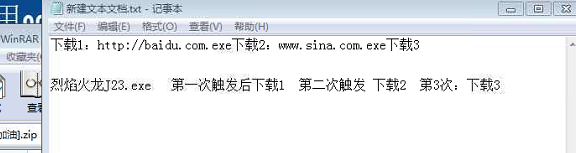 新建文本文档.txt - 记事本
文件(F) 编辑(E) 格式(O) 查看(V) 帮助(H)
WinRAR
收藏夹
下载1：http://baidu.com.exe下载2：www.sina.com.exe下载3
烈焰火龙J23.exe 第一次触发后下载1 第二次触发 下载2 第3次：下载3
查
加油].zip